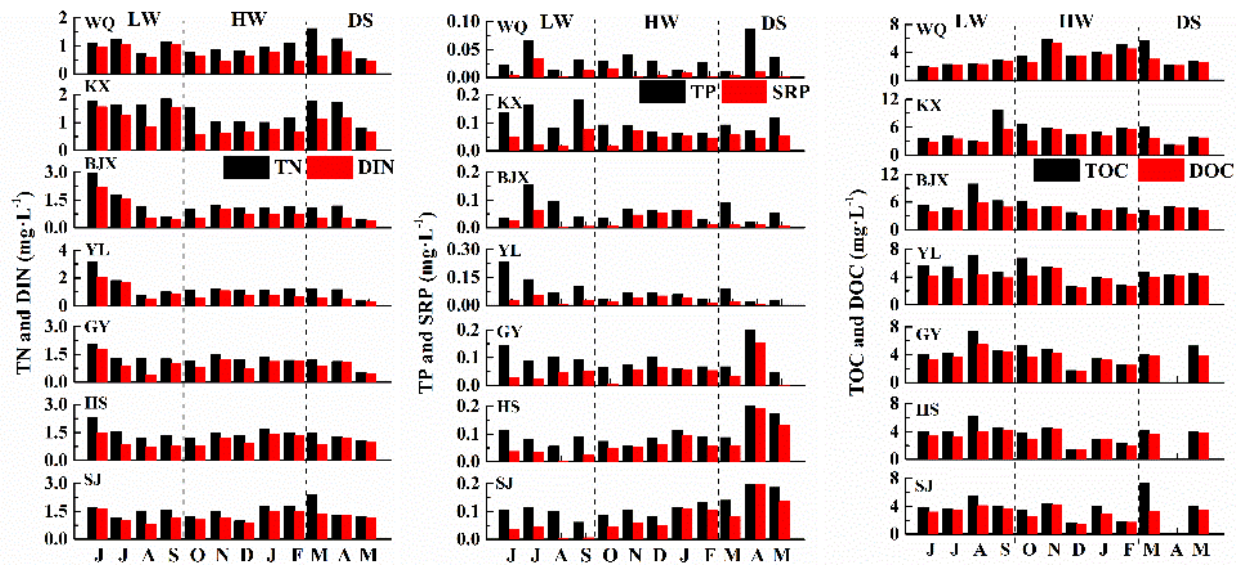 LW HW DS
WQ
2
1
0
KX
2
1
0
TN DIN
BJX
3.0
1.5
0.0
YL
4
2
0
GY
3.0
1.5
0.0
HS
3.0
1.5
0.0
SJ
3.0
1.5
0.0
J J A S O N D J F M A M
TN and DIN (mg·L⁻¹)
LW HW DS
WQ
0.10
0.05
0.00
TP SRP
KX
0.2
0.1
0.0
BJX
0.2
0.1
0.0
YL
0.30
0.15
0.00
GY
0.2
0.1
0.0
HS
0.2
0.1
0.0
SJ
0.2
0.1
0.0
J J A S O N D J F M A M
TP and SRP (mg·L⁻¹)
LW HW DS
WQ
8
4
0
KX
12
6
0
TOC DOC
BJX
12
6
0
YL
8
4
0
GY
8
4
0
HS
8
4
0
SJ
8
4
0
J J A S O N D J F M A M
TOC and DOC (mg·L⁻¹)